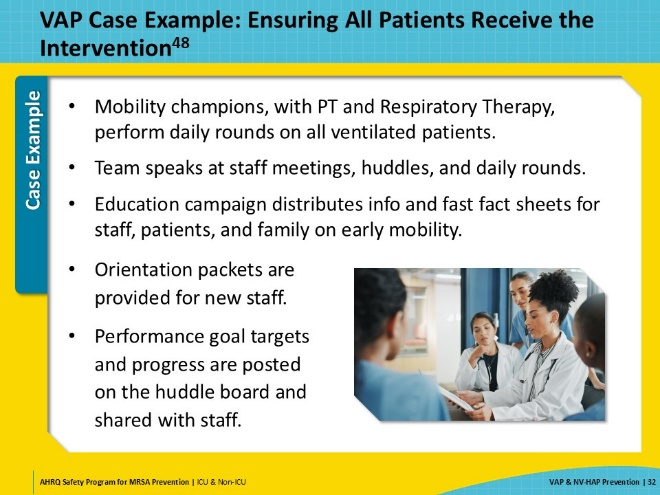 VAP Case Example: Ensuring All Patients Receive the
Intervention48
Case Example
• Mobility champions, with PT and Respiratory Therapy,
perform daily rounds on all ventilated patients.
• Team speaks at staff meetings, huddles, and daily rounds.
• Education campaign distributes info and fast fact sheets for
staff, patients, and family on early mobility.
• Orientation packets are
provided for new staff.
• Performance goal targets
and progress are posted
on the huddle board and
shared with staff.
AHRQ Safety Program for MRSA Prevention | ICU & Non-ICU
VAP & NV-HAP Prevention | 32